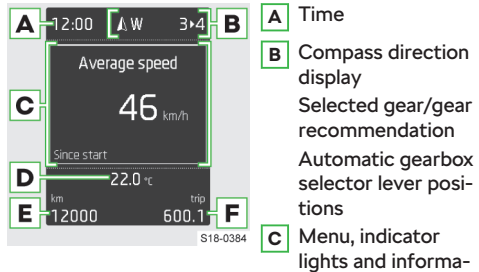 A 12:00 W 3▸4 B
Average speed
C 46 km/h
Since start
D 22.0 °C
km trip
E 12000 600.1 F
S18-0384
A Time
B Compass direction
display
Selected gear/gear
recommendation
Automatic gearbox
selector lever posi-
tions
C Menu, indicator
lights and informa-